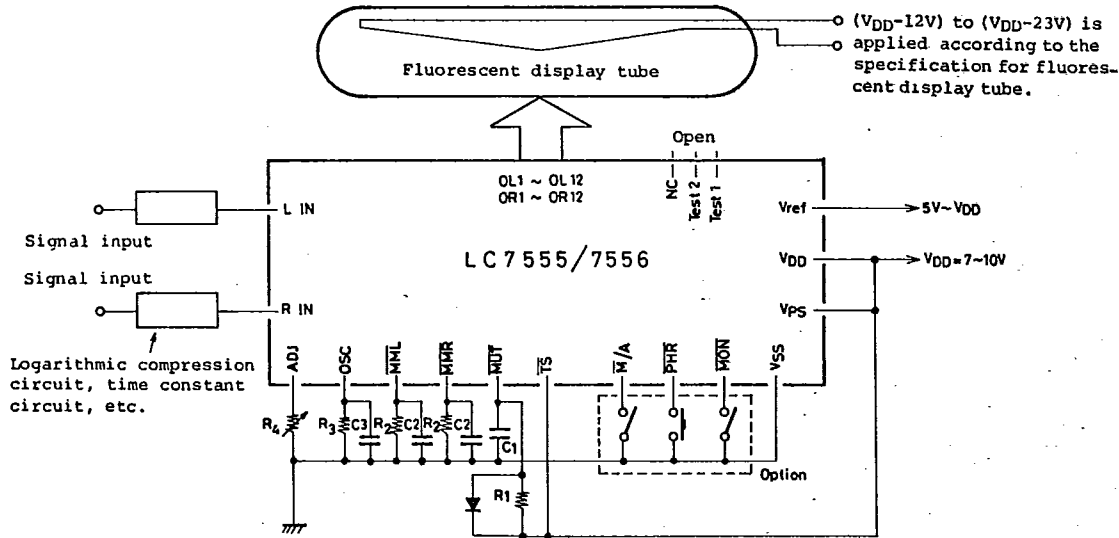 (VDD-12V) to (VDD-23V) is
applied according to the
specification for fluores-
cent display tube.
Fluorescent display tube
Open
OL1 ~ OL12
OR1 ~ OR12
NC
Test 2
Test 1
L IN
Vref
5V~VDD
Signal input
LC7555/7556
VDD
VDD=7~10V
Signal input
R IN
VPS
Logarithmic compression
circuit, time constant
circuit, etc.
ADJ
OSC
MML
MMR
MUT
TS
M/A
PHR
MON
VSS
R4
R3
C3
R2
C2
R2
C2
C1
Option
R1